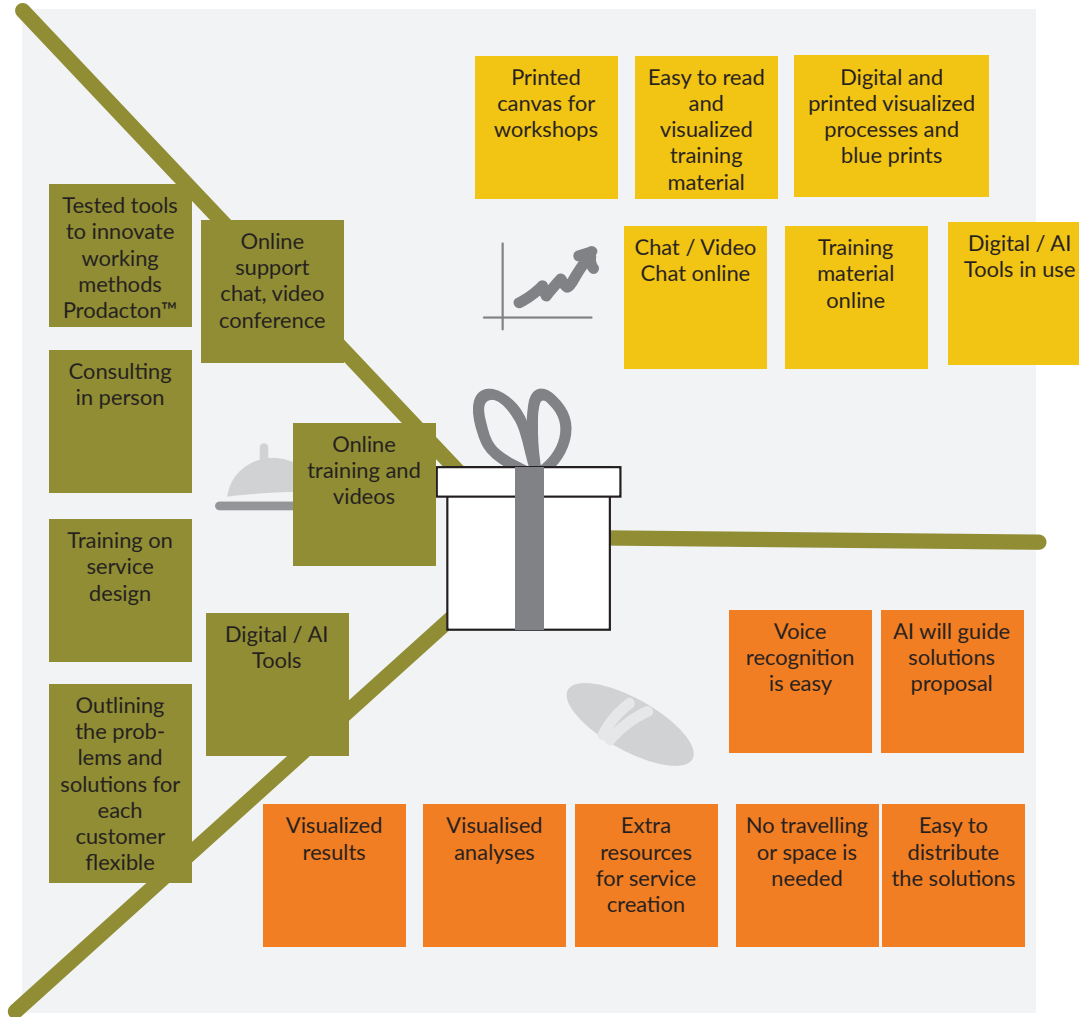 Printed
canvas for
workshops
Easy to read
and
visualized
training
material
Digital and
printed visualized
processes and
blue prints
Chat / Video
Chat online
Training
material
online
Digital / AI
Tools in use
Tested tools
to innovate
working
methods
Prodacton™
Online
support
chat, video
conference
Consulting
in person
Online
training and
videos
Training on
service
design
Digital / AI
Tools
Outlining
the prob-
lems and
solutions for
each
customer
flexible
Voice
recognition
is easy
AI will guide
solutions
proposal
Visualized
results
Visualised
analyses
Extra
resources
for service
creation
No travelling
or space is
needed
Easy to
distribute
the solutions